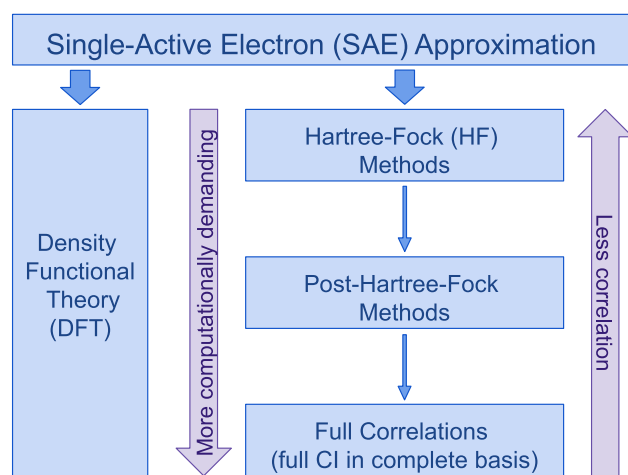 Single-Active Electron (SAE) Approximation
Density
Functional
Theory
(DFT)
More computationally demanding
Hartree-Fock (HF)
Methods
Post-Hartree-Fock
Methods
Full Correlations
(full CI in complete basis)
Less correlation